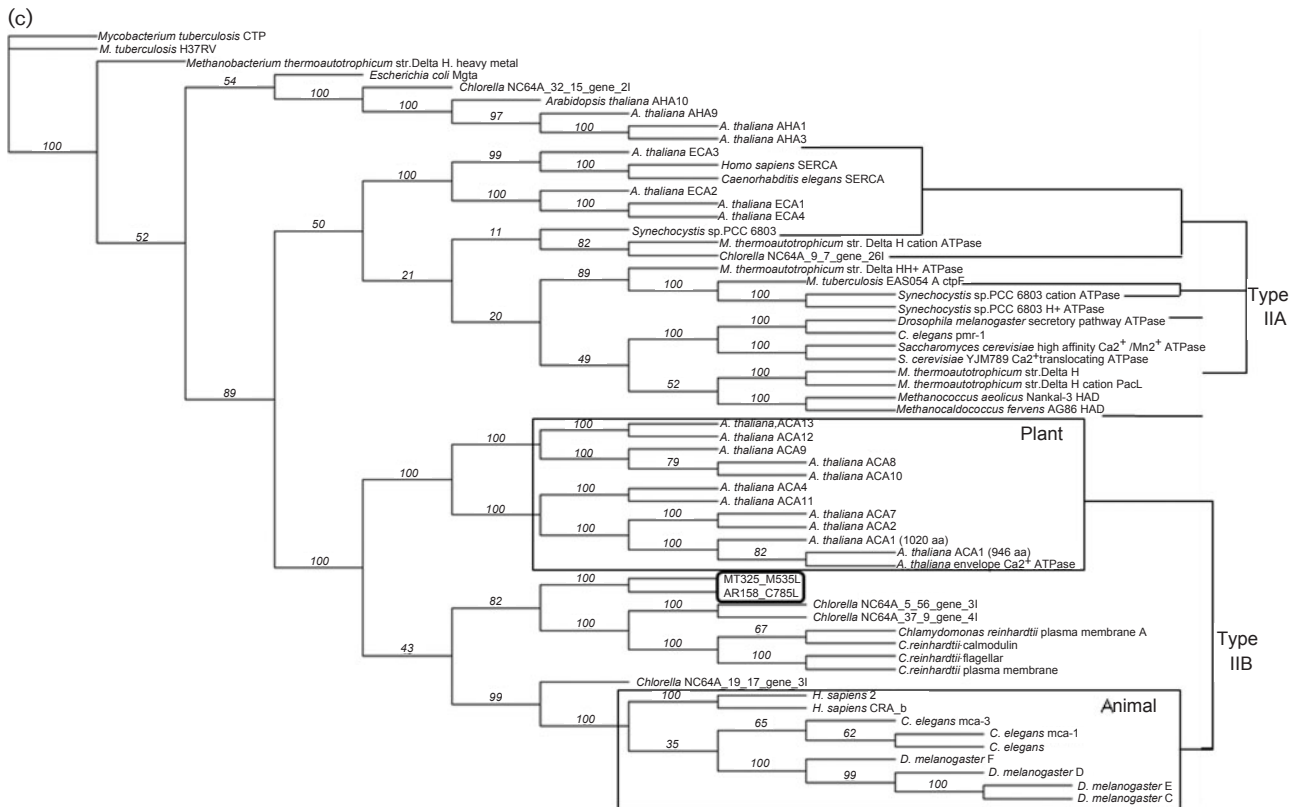 (c)
Mycobacterium tuberculosis CTP
M. tuberculosis H37RV
Methanobacterium thermoautotrophicum str.Delta H. heavy metal
54
Escherichia coli Mgta
100
Chlorella NC64A_32_15_gene_2I
100
Arabidopsis thaliana AHA10
97
A. thaliana AHA9
100
A. thaliana AHA1
A. thaliana AHA3
100
99
A. thaliana ECA3
100
Homo sapiens SERCA
Caenorhabditis elegans SERCA
100
100
A. thaliana ECA2
100
A. thaliana ECA1
A. thaliana ECA4
50
52
11
Synechocystis sp.PCC 6803
82
M. thermoautotrophicum str. Delta H cation ATPase
Chlorella NC64A_9_7_gene_26I
21
89
M. thermoautotrophicum str. Delta HH+ ATPase
100
M. tuberculosis EAS054 A ctpF
100
Synechocystis sp.PCC 6803 cation ATPase
Synechocystis sp.PCC 6803 H+ ATPase
Type
IIA
20
100
100
Drosophila melanogaster secretory pathway ATPase
C. elegans pmr-1
100
Saccharomyces cerevisiae high affinity Ca2+ /Mn2+ ATPase
S. cerevisiae YJM789 Ca2+translocating ATPase
49
52
100
M. thermoautotrophicum str.Delta H
M. thermoautotrophicum str.Delta H cation PacL
100
Methanococus aeolicus Nankal-3 HAD
Methanocaldococcus fervens AG86 HAD
89
Plant
100
A. thaliana,ACA13
A. thaliana ACA12
100
100
A. thaliana ACA9
79
A. thaliana ACA8
A. thaliana ACA10
100
100
A. thaliana ACA4
A. thaliana ACA11
100
100
A. thaliana ACA7
A. thaliana ACA2
100
A. thaliana ACA1 (1020 aa)
82
A. thaliana ACA1 (946 aa)
A. thaliana envelope Ca2+ ATPase
100
100
MT325_M535L
AR158_C785L
82
100
Chlorella NC64A_5_56_gene_3I
Chlorella NC64A_37_9_gene_4I
100
67
Chlamydomonas reinhardtii plasma membrane A
C.reinhardtii-calmodulin
100
100
C.reinhardtii-flagellar
C.reinhardtii plasma membrane
Type
IIB
43
99
Chlorella NC64A_19_17_gene_3I
Animal
100
100
H. sapiens 2
H. sapiens CRA_b
35
65
C. elegans mca-3
62
C. elegans mca-1
C. elegans
100
D. melanogaster F
99
D. melanogaster D
100
D. melanogaster E
D. melanogaster C